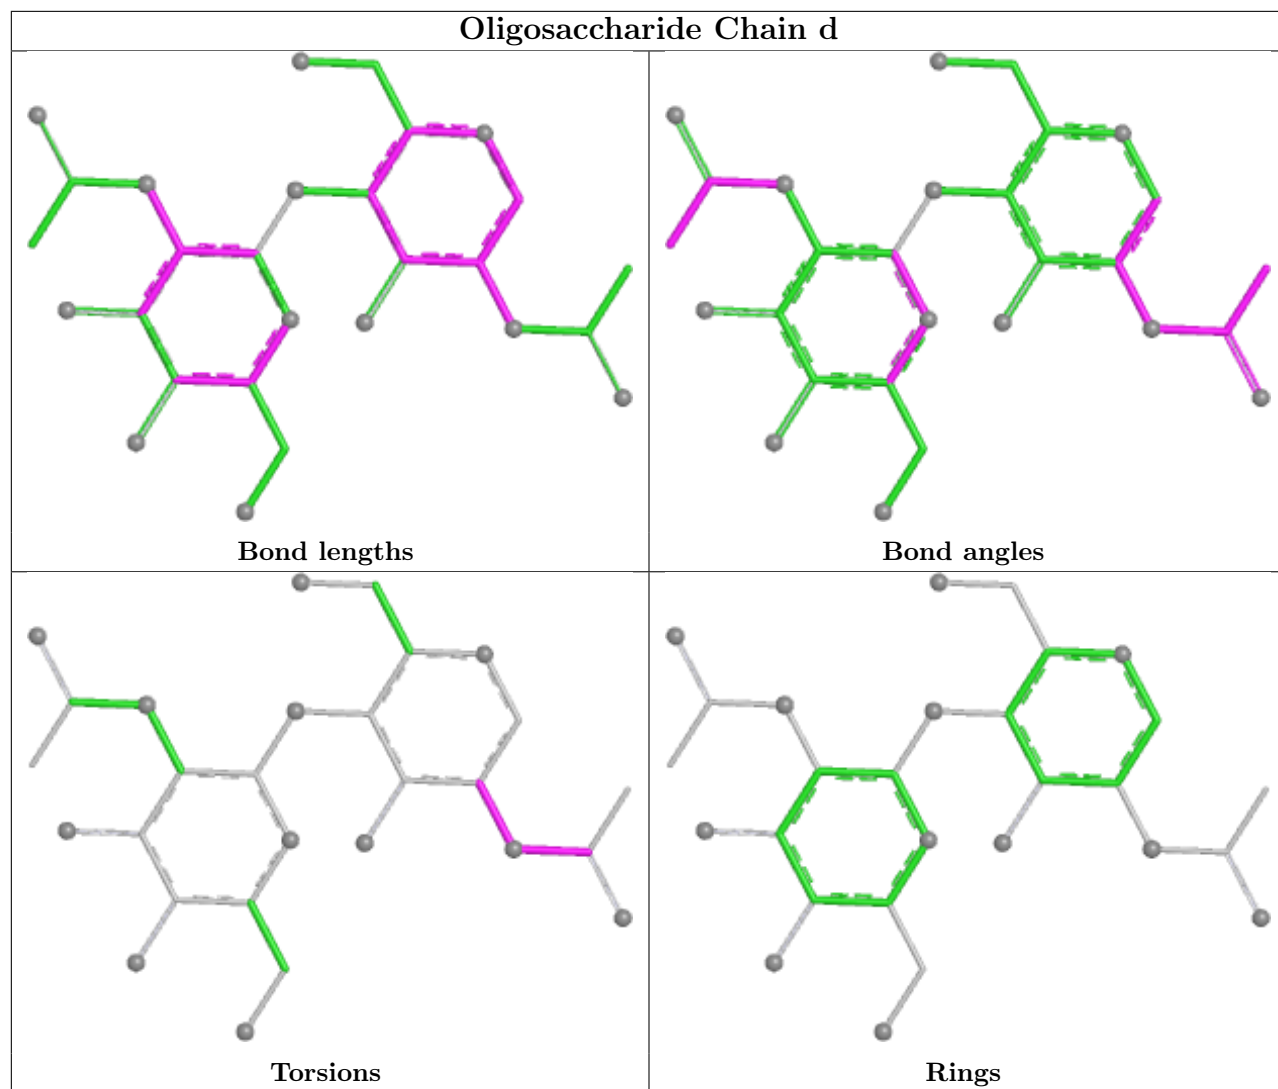 Oligosaccharide Chain d
Bond lengths
Bond angles
Torsions
Rings